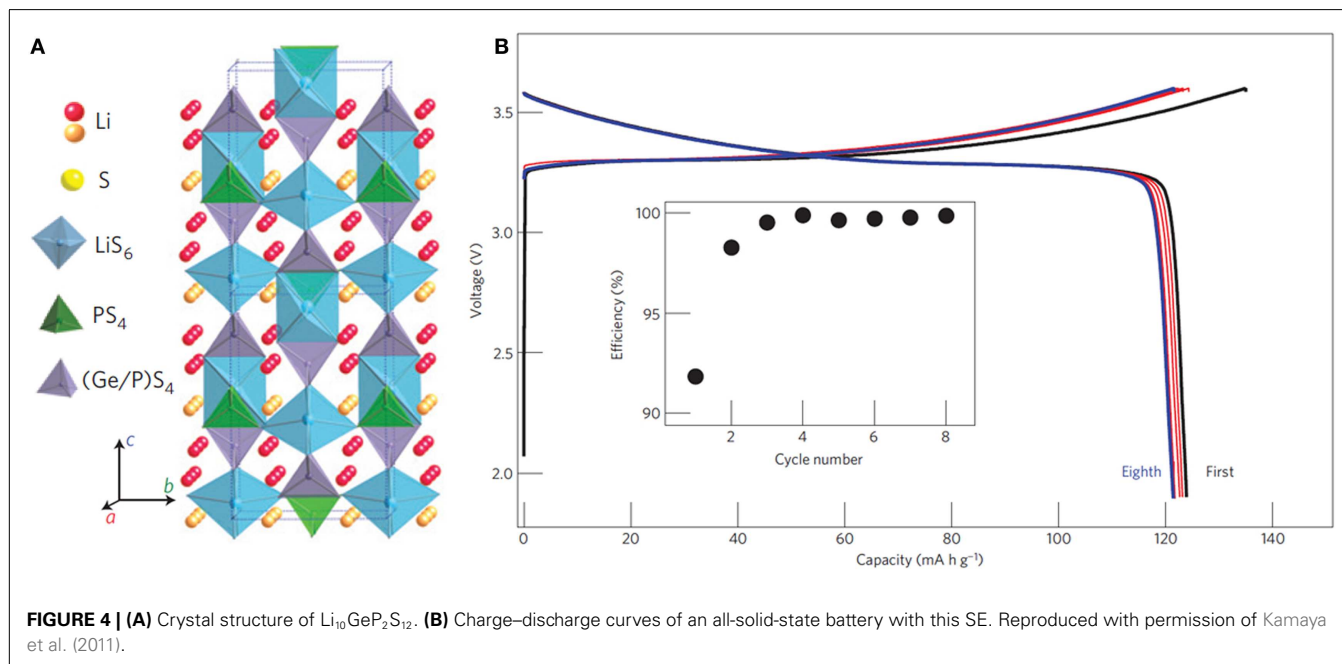 A
Li
S
LiS₆
PS₄
(Ge/P)S₄
c
b
a
B
Voltage (V)
3.5
3.0
2.5
2.0
Efficiency (%)
100
95
90
2 4 6 8
Cycle number
Eighth First
0 20 40 60 80 100 120 140
Capacity (mA h g⁻¹)
FIGURE 4 | (A) Crystal structure of Li₁₀GeP₂S₁₂. (B) Charge–discharge curves of an all-solid-state battery with this SE. Reproduced with permission of Kamaya
et al. (2011).